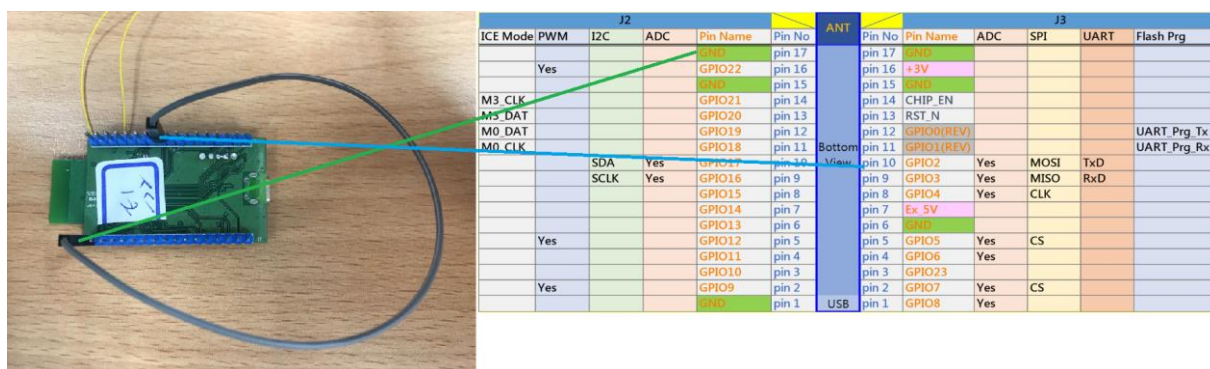 J2 ANT J3
ICE Mode PWM I2C ADC Pin Name Pin No Pin No Pin Name ADC SPI UART Flash Prg
GND pin 17 pin 17 GND
Yes GPIO22 pin 16 pin 16 +3V
GND pin 15 pin 15 GND
M3_CLK GPIO21 pin 14 pin 14 CHIP_EN
M3_DAT GPIO20 pin 13 pin 13 RST_N
M0_DAT GPIO19 pin 12 pin 12 GPIO0(REV) UART_Prg_Tx
M0_CLK GPIO18 pin 11 Bottom pin 11 GPIO1(REV) UART_Prg_Rx
SDA Yes GPIO17 pin 10 View pin 10 GPIO2 Yes MOSI TxD
SCLK Yes GPIO16 pin 9 pin 9 GPIO3 Yes MISO RxD
GPIO15 pin 8 pin 8 GPIO4 Yes CLK
GPIO14 pin 7 pin 7 Ex_5V
GPIO13 pin 6 pin 6 GND
Yes GPIO12 pin 5 pin 5 GPIO5 Yes CS
GPIO11 pin 4 pin 4 GPIO6 Yes
GPIO10 pin 3 pin 3 GPIO23
Yes GPIO9 pin 2 pin 2 GPIO7 Yes CS
GND pin 1 USB pin 1 GPIO8 Yes